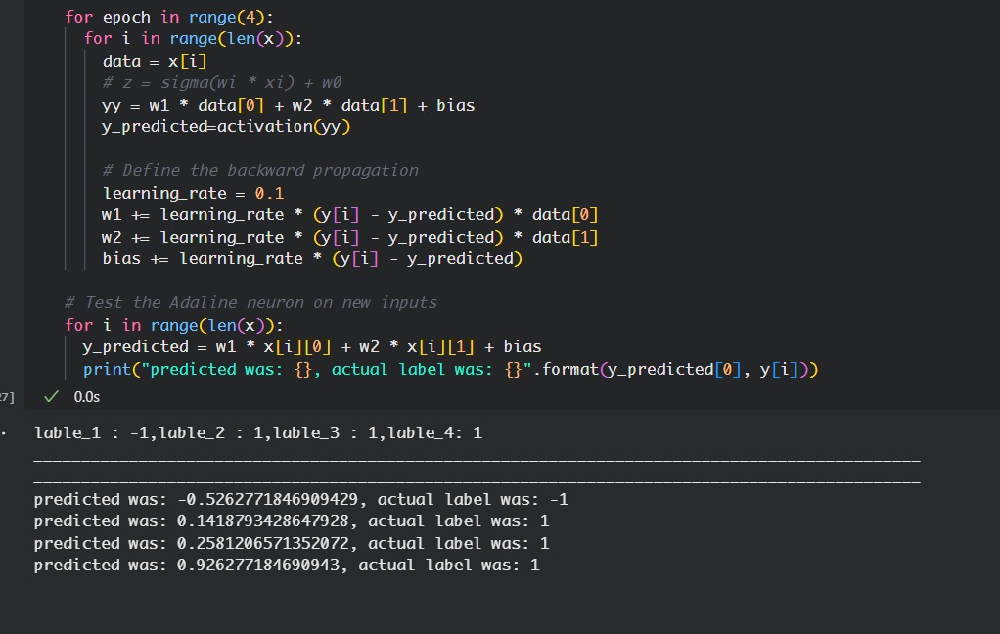 for epoch in range(4):
for i in range(len(x)):
data = x[i]
# z = sigma(wi * xi) + w0
yy = w1 * data[0] + w2 * data[1] + bias
y_predicted=activation(yy)
# Define the backward propagation
learning_rate = 0.1
w1 += learning_rate * (y[i] - y_predicted) * data[0]
w2 += learning_rate * (y[i] - y_predicted) * data[1]
bias += learning_rate * (y[i] - y_predicted)
# Test the Adaline neuron on new inputs
for i in range(len(x)):
y_predicted = w1 * x[i][0] + w2 * x[i][1] + bias
print("predicted was: {}, actual label was: {}".format(y_predicted[0], y[i]))
27] ✓ 0.0s
lable_1 : -1,lable_2 : 1,lable_3 : 1,lable_4: 1
predicted was: -0.5262771846909429, actual label was: -1
predicted was: 0.1418793428647928, actual label was: 1
predicted was: 0.2581206571352072, actual label was: 1
predicted was: 0.926277184690943, actual label was: 1